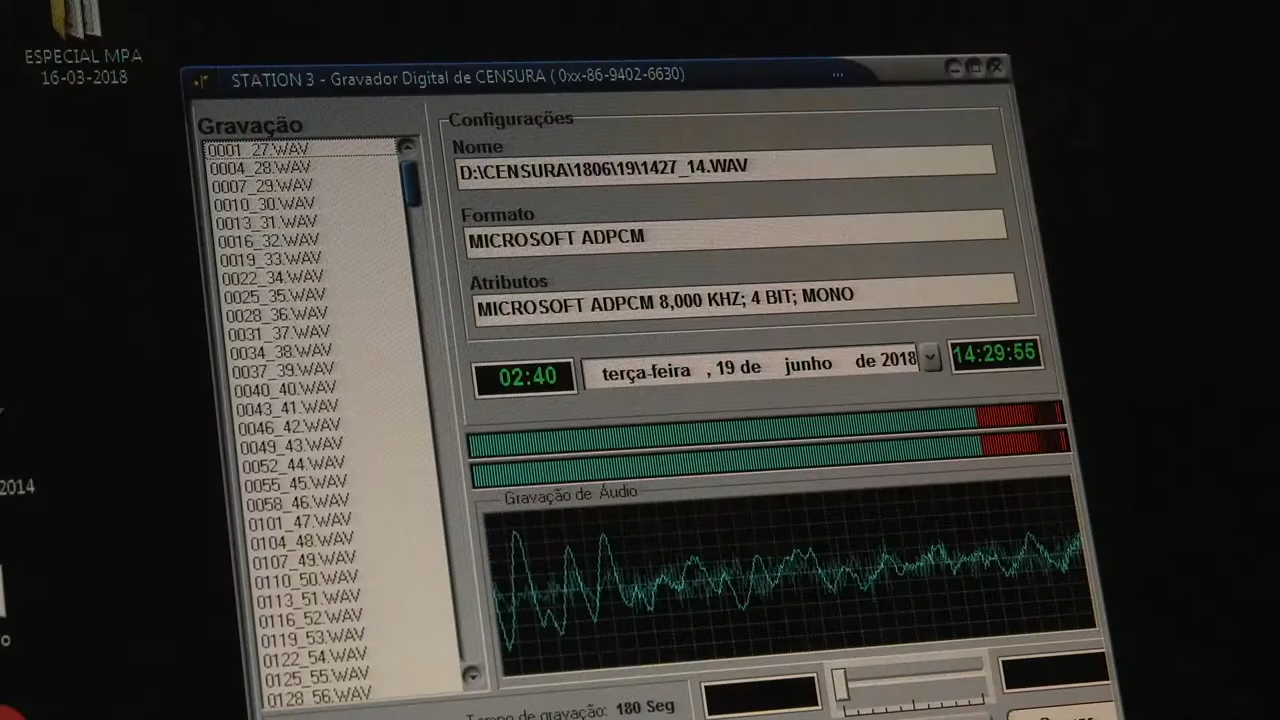 ESPECIAL MPA
16-03-2018
STATION 3 - Gravador Digital de CENSURA ( 0xx-86-9402-6630)
Gravação
0001_27.WAV
0004_28.WAV
0007_29.WAV
0010_30.WAV
0013_31.WAV
0016_32.WAV
0019_33.WAV
0022_34.WAV
0025_35.WAV
0028_36.WAV
0031_37.WAV
0034_38.WAV
0037_39.WAV
0040_40.WAV
0043_41.WAV
0046_42.WAV
0049_43.WAV
0052_44.WAV
0055_45.WAV
0058_46.WAV
0101_47.WAV
0104_48.WAV
0107_49.WAV
0110_50.WAV
0113_51.WAV
0116_52.WAV
0119_53.WAV
0122_54.WAV
0125_55.WAV
0128_56.WAV
Configurações
Nome
D:\CENSURA\1806\19\1427_14.WAV
Formato
MICROSOFT ADPCM
Atributos
MICROSOFT ADPCM 8,000 KHZ; 4 BIT; MONO
02:40
terça-feira , 19 de junho de 2018
14:29:55
Gravação de Áudio
Tempo de gravação: 180 Seg
2014